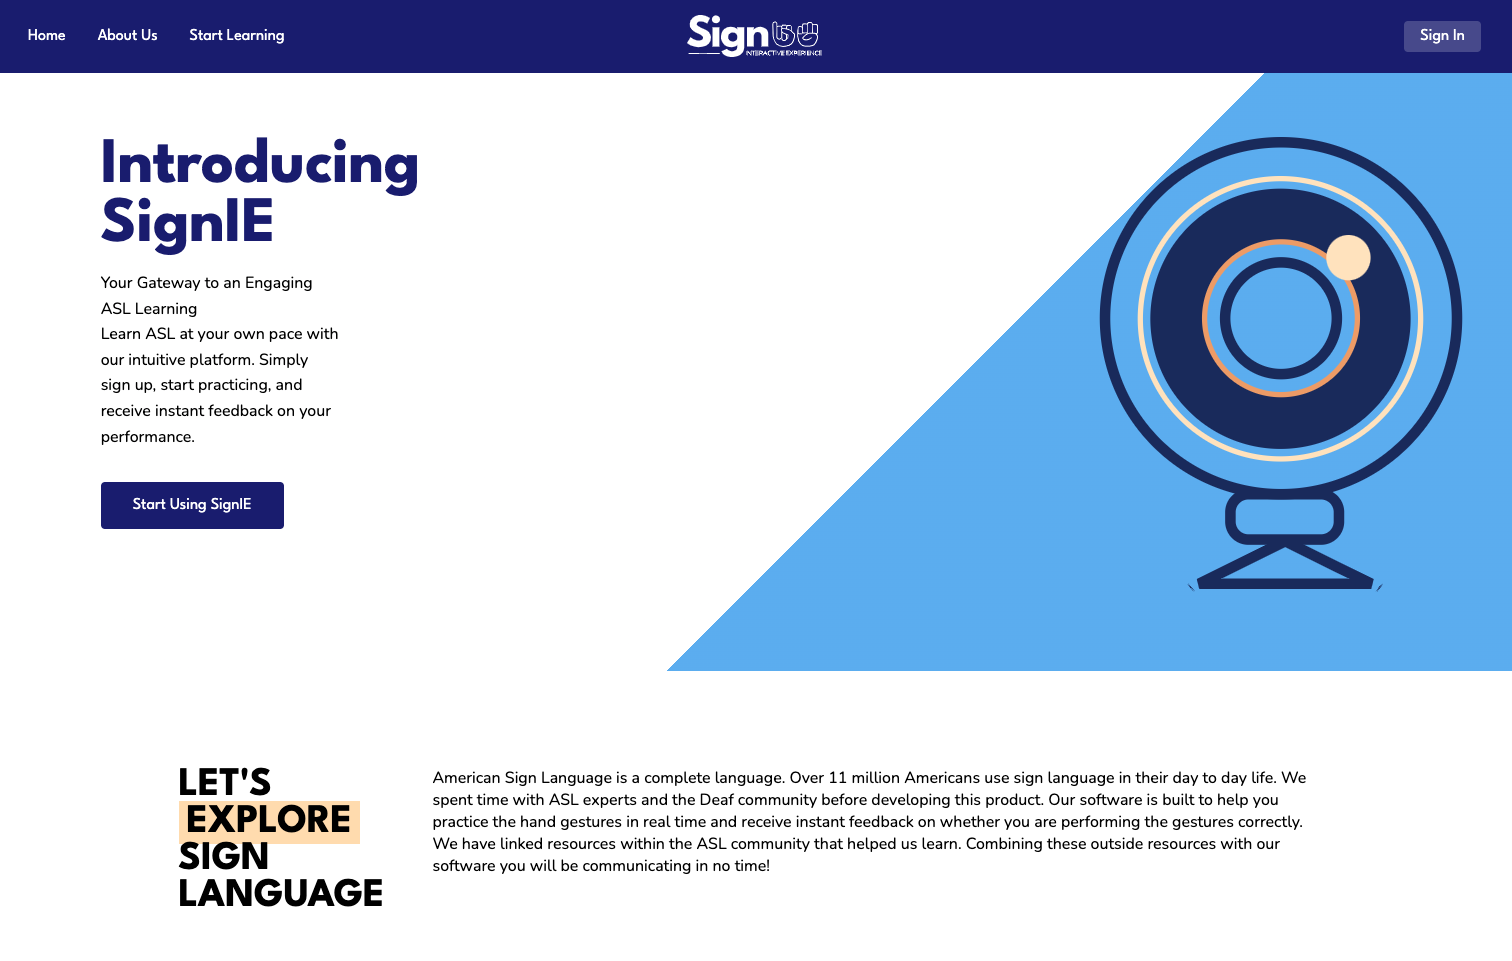 Home About Us Start Learning
Sign
INTERACTIVE EXPERIENCE
Sign In
Introducing
SignIE
Your Gateway to an Engaging
ASL Learning
Learn ASL at your own pace with
our intuitive platform. Simply
sign up, start practicing, and
receive instant feedback on your
performance.
Start Using SignIE
LET'S
EXPLORE
SIGN
LANGUAGE
American Sign Language is a complete language. Over 11 million Americans use sign language in their day to day life. We
spent time with ASL experts and the Deaf community before developing this product. Our software is built to help you
practice the hand gestures in real time and receive instant feedback on whether you are performing the gestures correctly.
We have linked resources within the ASL community that helped us learn. Combining these outside resources with our
software you will be communicating in no time!